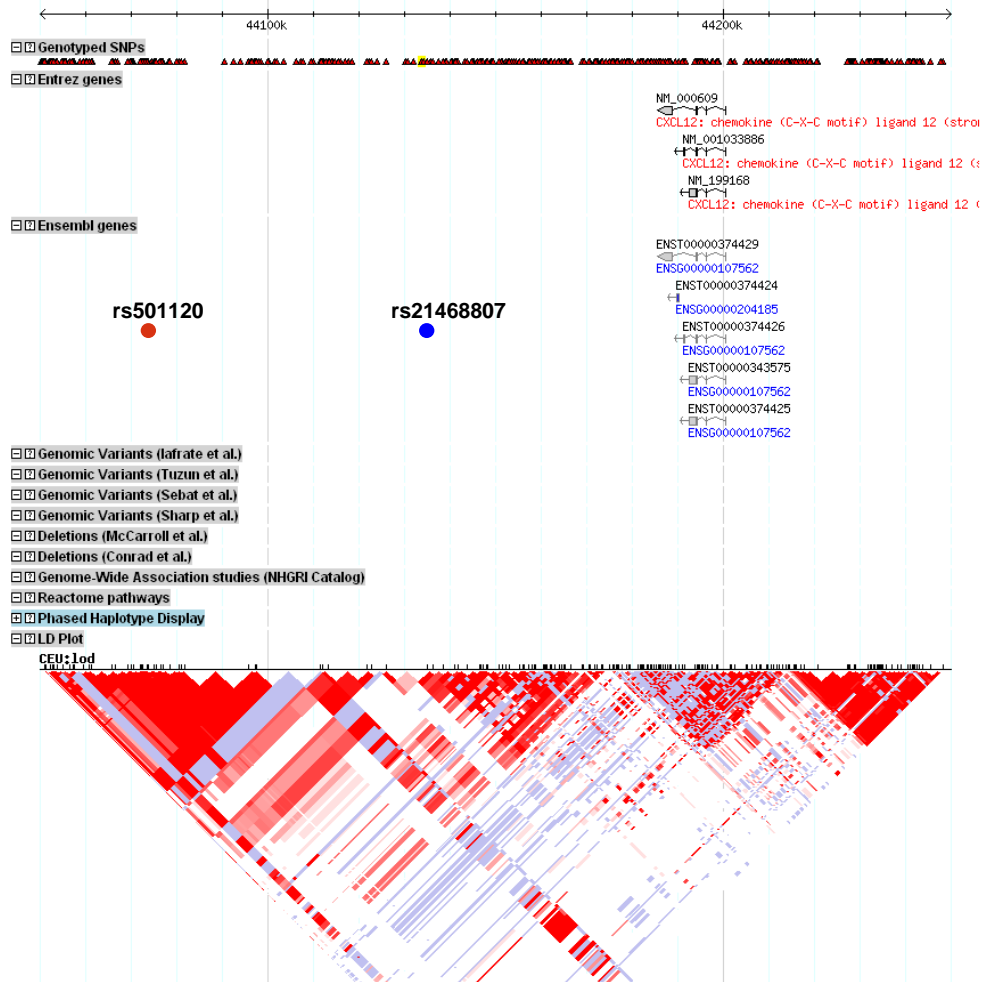 44100k 44200k
Genotyped SNPs
Entrez genes
NM_000609
CXCL12: chemokine (C-X-C motif) ligand 12 (stro
NM_001033886
CXCL12: chemokine (C-X-C motif) ligand 12 (s
NM_199168
CXCL12: chemokine (C-X-C motif) ligand 12 (
Ensembl genes
ENST00000374429
ENSG00000107562
ENST00000374424
rs501120 rs21468807
ENSG00000204185
ENST00000374426
ENSG00000107562
ENST00000343575
ENSG00000107562
ENST00000374425
ENSG00000107562
Genomic Variants (Iafrate et al.)
Genomic Variants (Tuzun et al.)
Genomic Variants (Sebat et al.)
Genomic Variants (Sharp et al.)
Deletions (McCarroll et al.)
Deletions (Conrad et al.)
Genome-Wide Association studies (NHGRI Catalog)
Reactome pathways
Phased Haplotype Display
LD Plot
CEU:lod